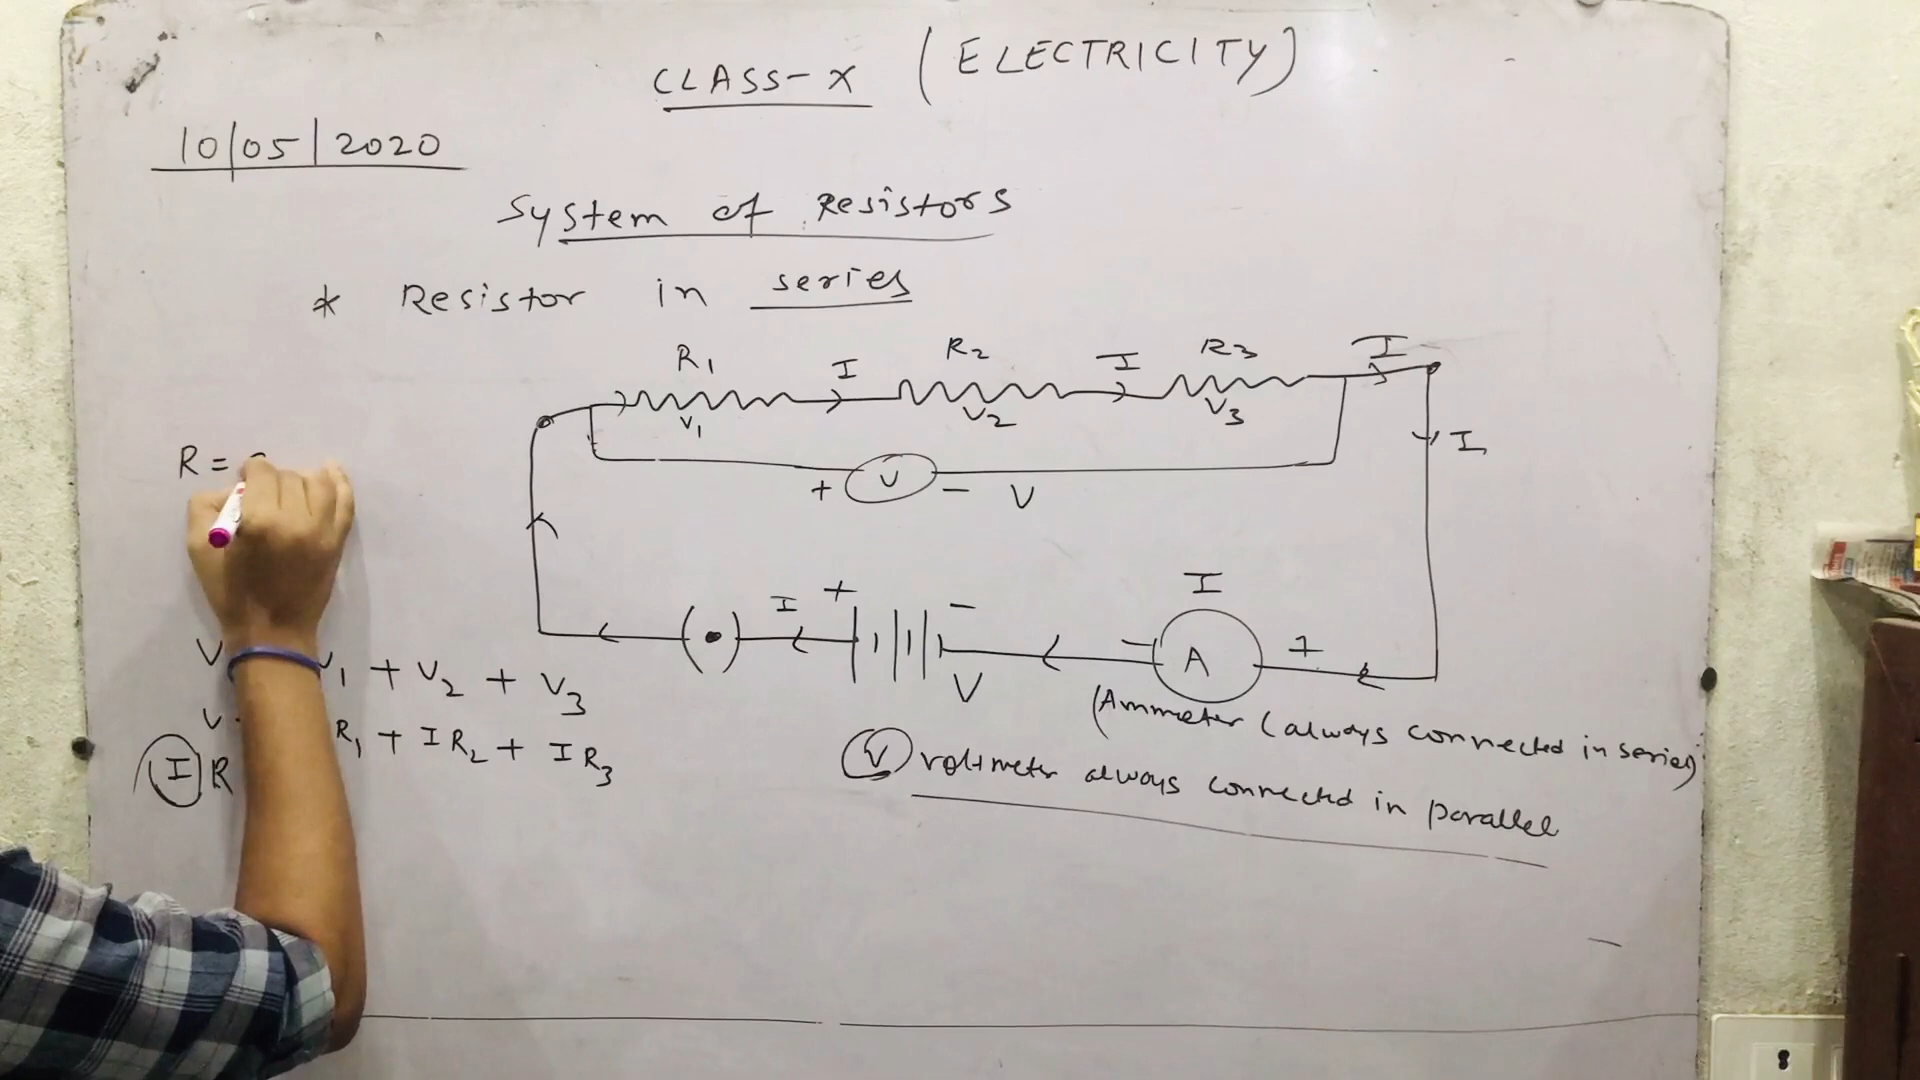 CLASS-X (ELECTRICITY)
10/05/2020
System of Resistors
* Resistor in series
R1 I R2 I R3 I
V1 V2 V3
I
R =
+ V - V
I
I + -
A +
V
V V1 + V2 + V3
V R1 + IR2 + IR3
IR
(Ammeter (always connected in series)
V voltmeter always connected in parallel